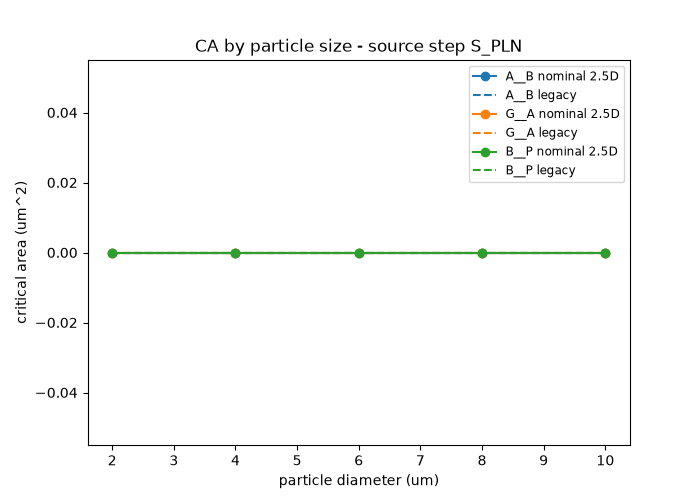 CA by particle size - source step S_PLN
A__B nominal 2.5D
A__B legacy
G__A nominal 2.5D
G__A legacy
B__P nominal 2.5D
B__P legacy
critical area (um^2)
0.04
0.02
0.00
−0.02
−0.04
2 3 4 5 6 7 8 9 10
particle diameter (um)